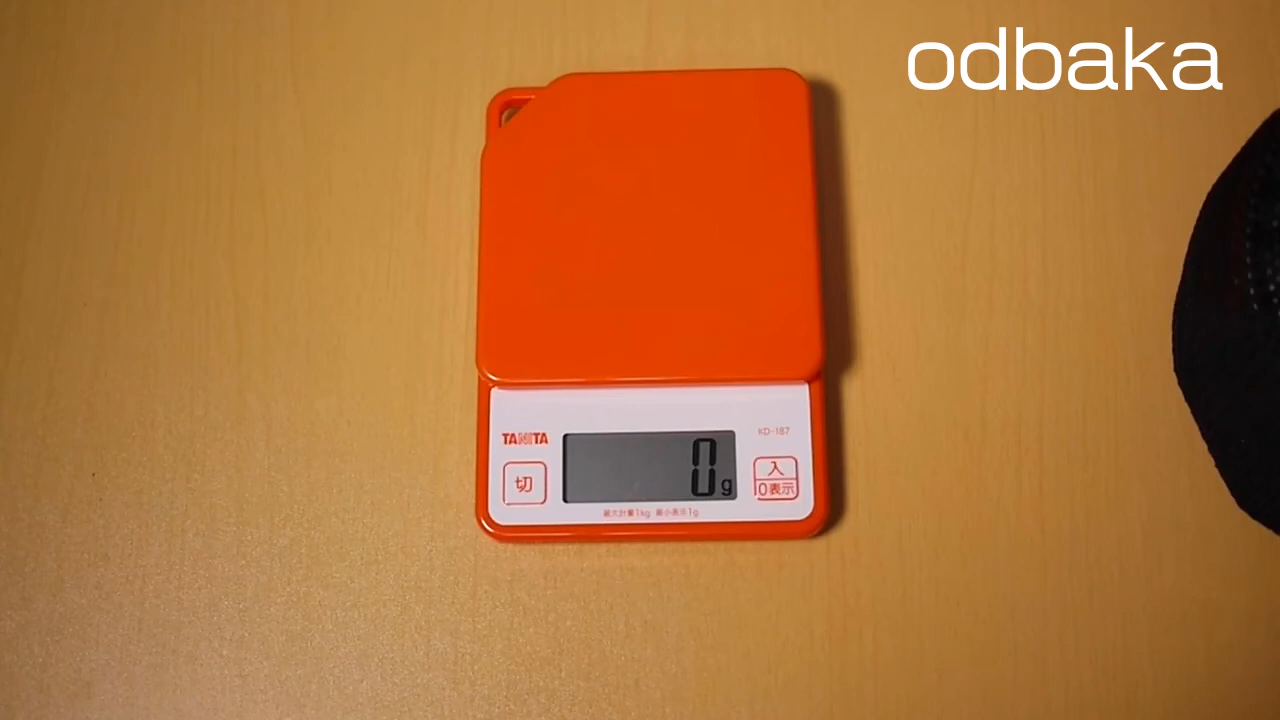 odbaka
TANITA
KD-187
切
0g
入
0表示
最大計量1kg 最小表示1g